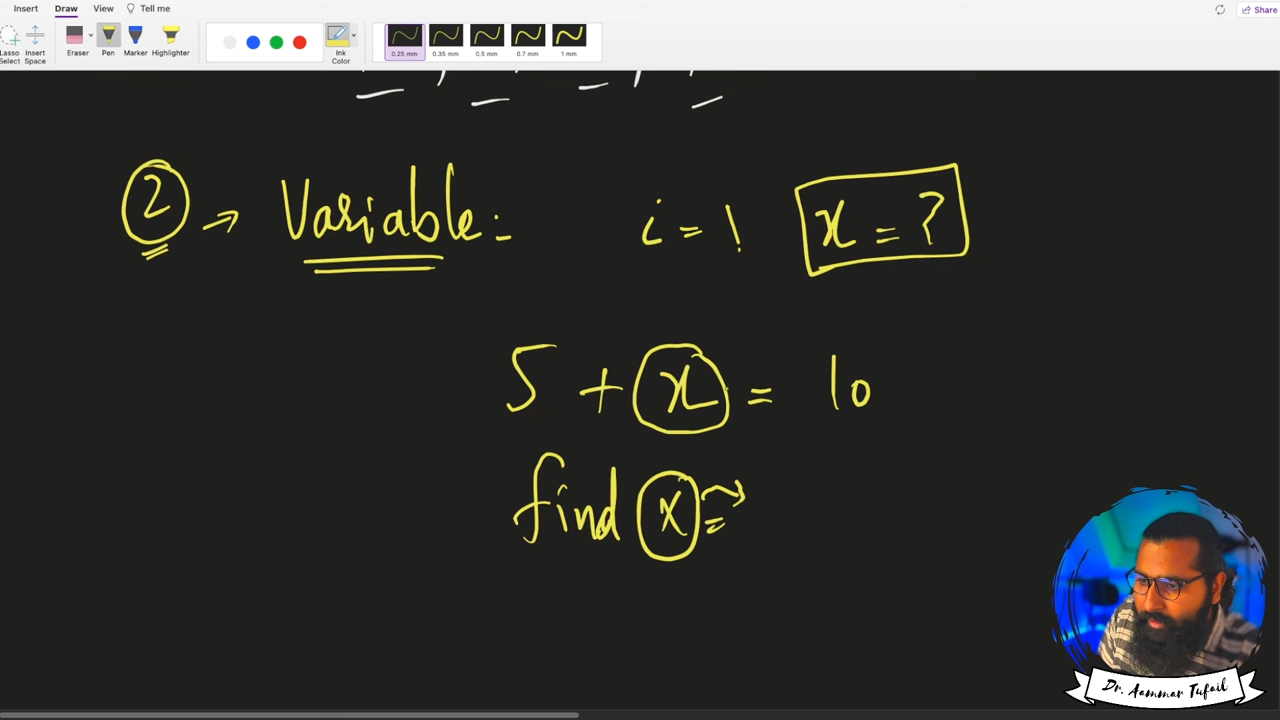 Insert Draw View Tell me
Share
Lasso Select
Insert Space
Eraser
Pen
Marker
Highlighter
Ink Color
0.25 mm
0.35 mm
0.5 mm
0.7 mm
1 mm
2 → Variable:- i = 1 x = ?
5 + x = 10
find x =
Dr. Aammar Tufail